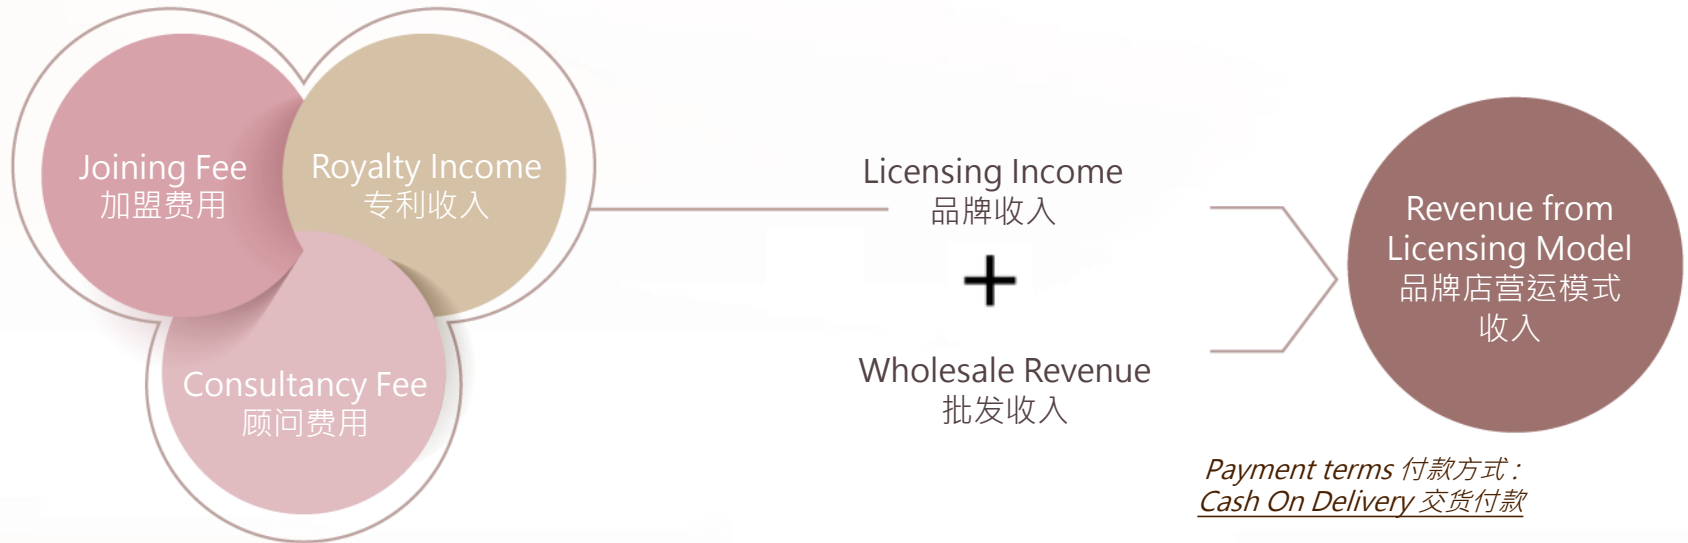 Joining Fee
加盟费用
Royalty Income
专利收入
Consultancy Fee
顾问费用
Licensing Income
品牌收入
+
Wholesale Revenue
批发收入
Revenue from
Licensing Model
品牌店营运模式
收入
Payment terms 付款方式 :
Cash On Delivery 交货付款